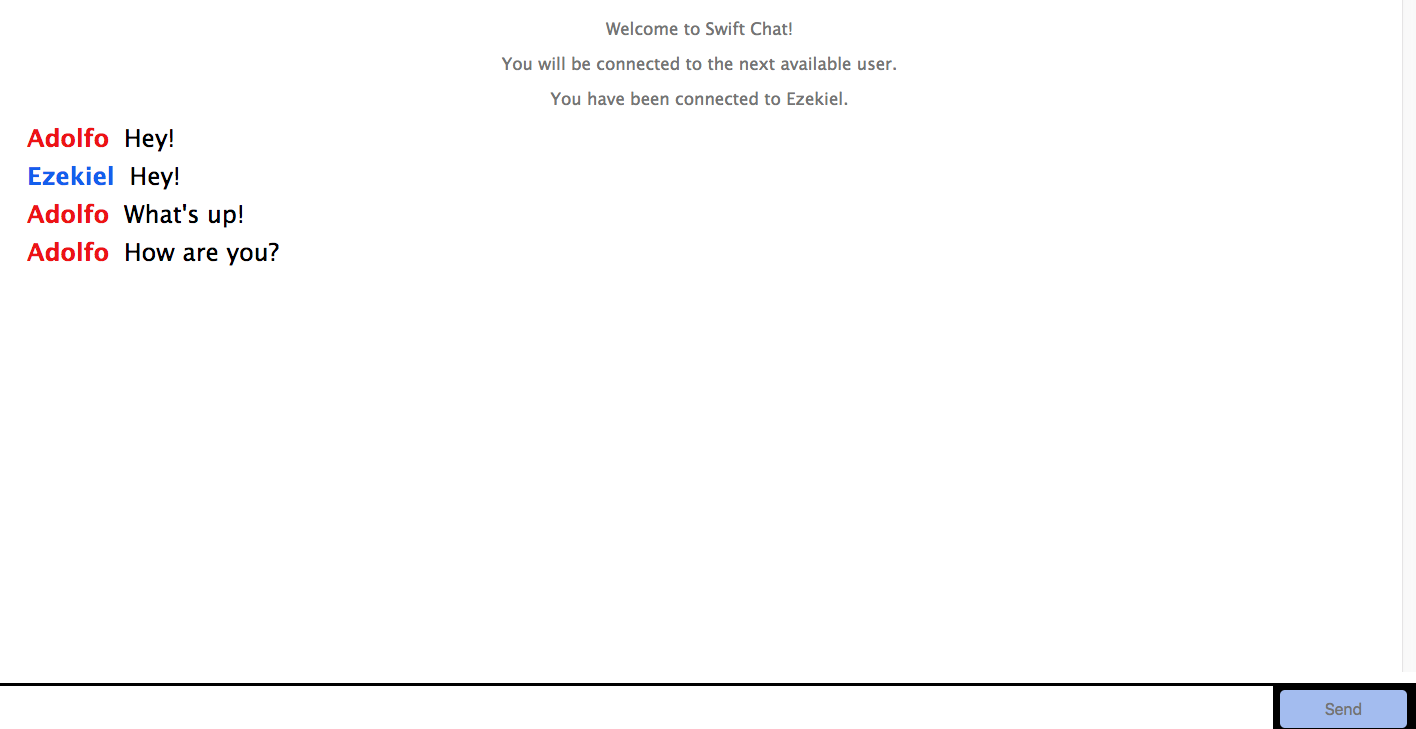 Welcome to Swift Chat!
You will be connected to the next available user.
You have been connected to Ezekiel.
Adolfo Hey!
Ezekiel Hey!
Adolfo What's up!
Adolfo How are you?
Send